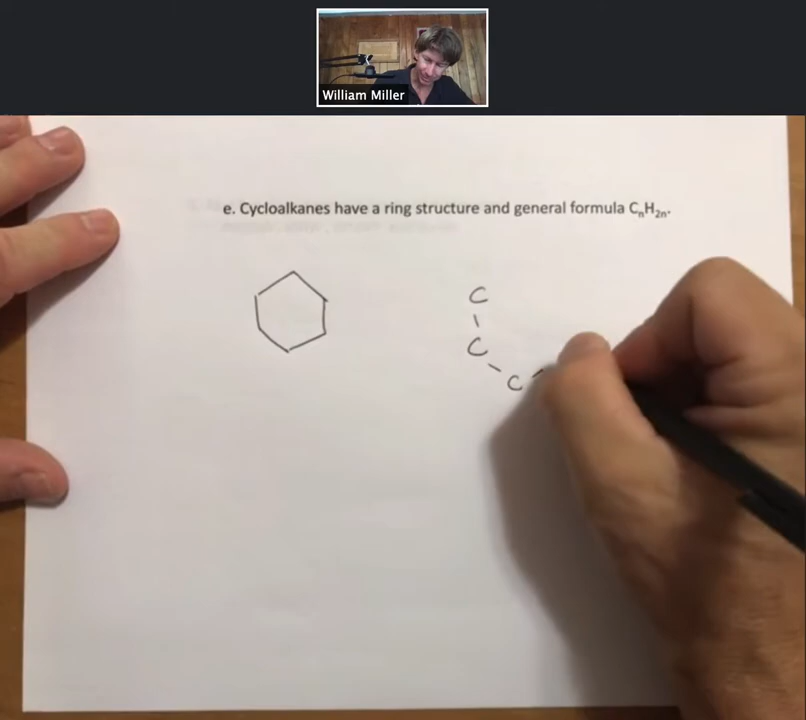 William Miller
e. Cycloalkanes have a ring structure and general formula CₙH₂ₙ.
C
C
C